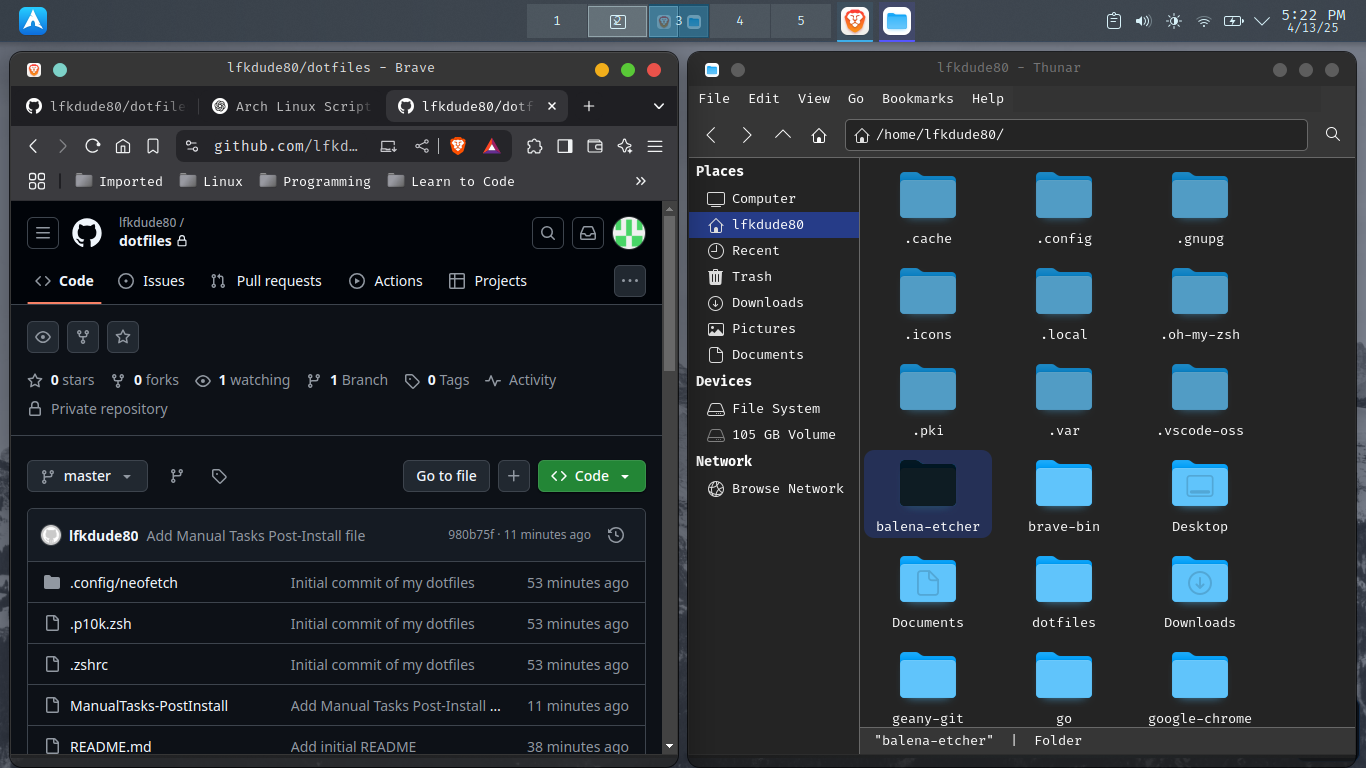 1 2 3 4 5
5:22 PM
4/13/25
lfkdude80/dotfiles - Brave
lfkdude80/dotfile
Arch Linux Script
lfkdude80/dotf
github.com/lfkd…
Imported Linux Programming Learn to Code »
lfkdude80 /
dotfiles
Code Issues Pull requests Actions Projects
0 stars 0 forks 1 watching 1 Branch 0 Tags Activity
Private repository
master Go to file Code
lfkdude80 Add Manual Tasks Post-Install file 980b75f · 11 minutes ago
.config/neofetch Initial commit of my dotfiles 53 minutes ago
.p10k.zsh Initial commit of my dotfiles 53 minutes ago
.zshrc Initial commit of my dotfiles 53 minutes ago
ManualTasks-PostInstall Add Manual Tasks Post-Install ... 11 minutes ago
README.md Add initial README 38 minutes ago
lfkdude80 - Thunar
File Edit View Go Bookmarks Help
/home/lfkdude80/
Places
Computer
lfkdude80
Recent
Trash
Downloads
Pictures
Documents
Devices
File System
105 GB Volume
Network
Browse Network
.cache .config .gnupg
.icons .local .oh-my-zsh
.pki .var .vscode-oss
balena-etcher brave-bin Desktop
Documents dotfiles Downloads
geany-git go google-chrome
"balena-etcher" | Folder